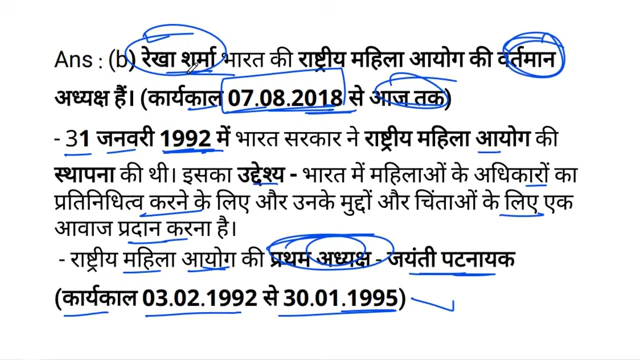 Ans : (b) रेखा शर्मा भारत की राष्ट्रीय महिला आयोग की वर्तमान
अध्यक्ष हैं। (कार्यकाल 07.08.2018 से आज तक)
- 31 जनवरी 1992 में भारत सरकार ने राष्ट्रीय महिला आयोग की
स्थापना की थी। इसका उद्देश्य - भारत में महिलाओं के अधिकारों का
प्रतिनिधित्व करने के लिए और उनके मुद्दों और चिंताओं के लिए एक
आवाज प्रदान करना है।
- राष्ट्रीय महिला आयोग की प्रथम अध्यक्ष - जयंती पटनायक
(कार्यकाल 03.02.1992 से 30.01.1995)